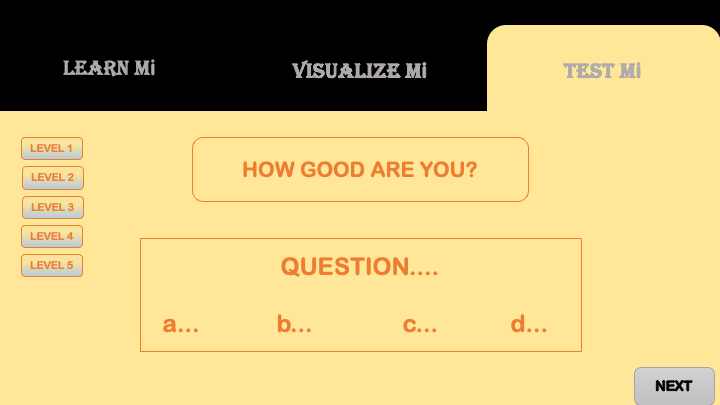 LEARN Mi
VISUALIZE Mi
TEST Mi
LEVEL 1
LEVEL 2
LEVEL 3
LEVEL 4
LEVEL 5
HOW GOOD ARE YOU?
QUESTION....
a... b... c... d...
NEXT